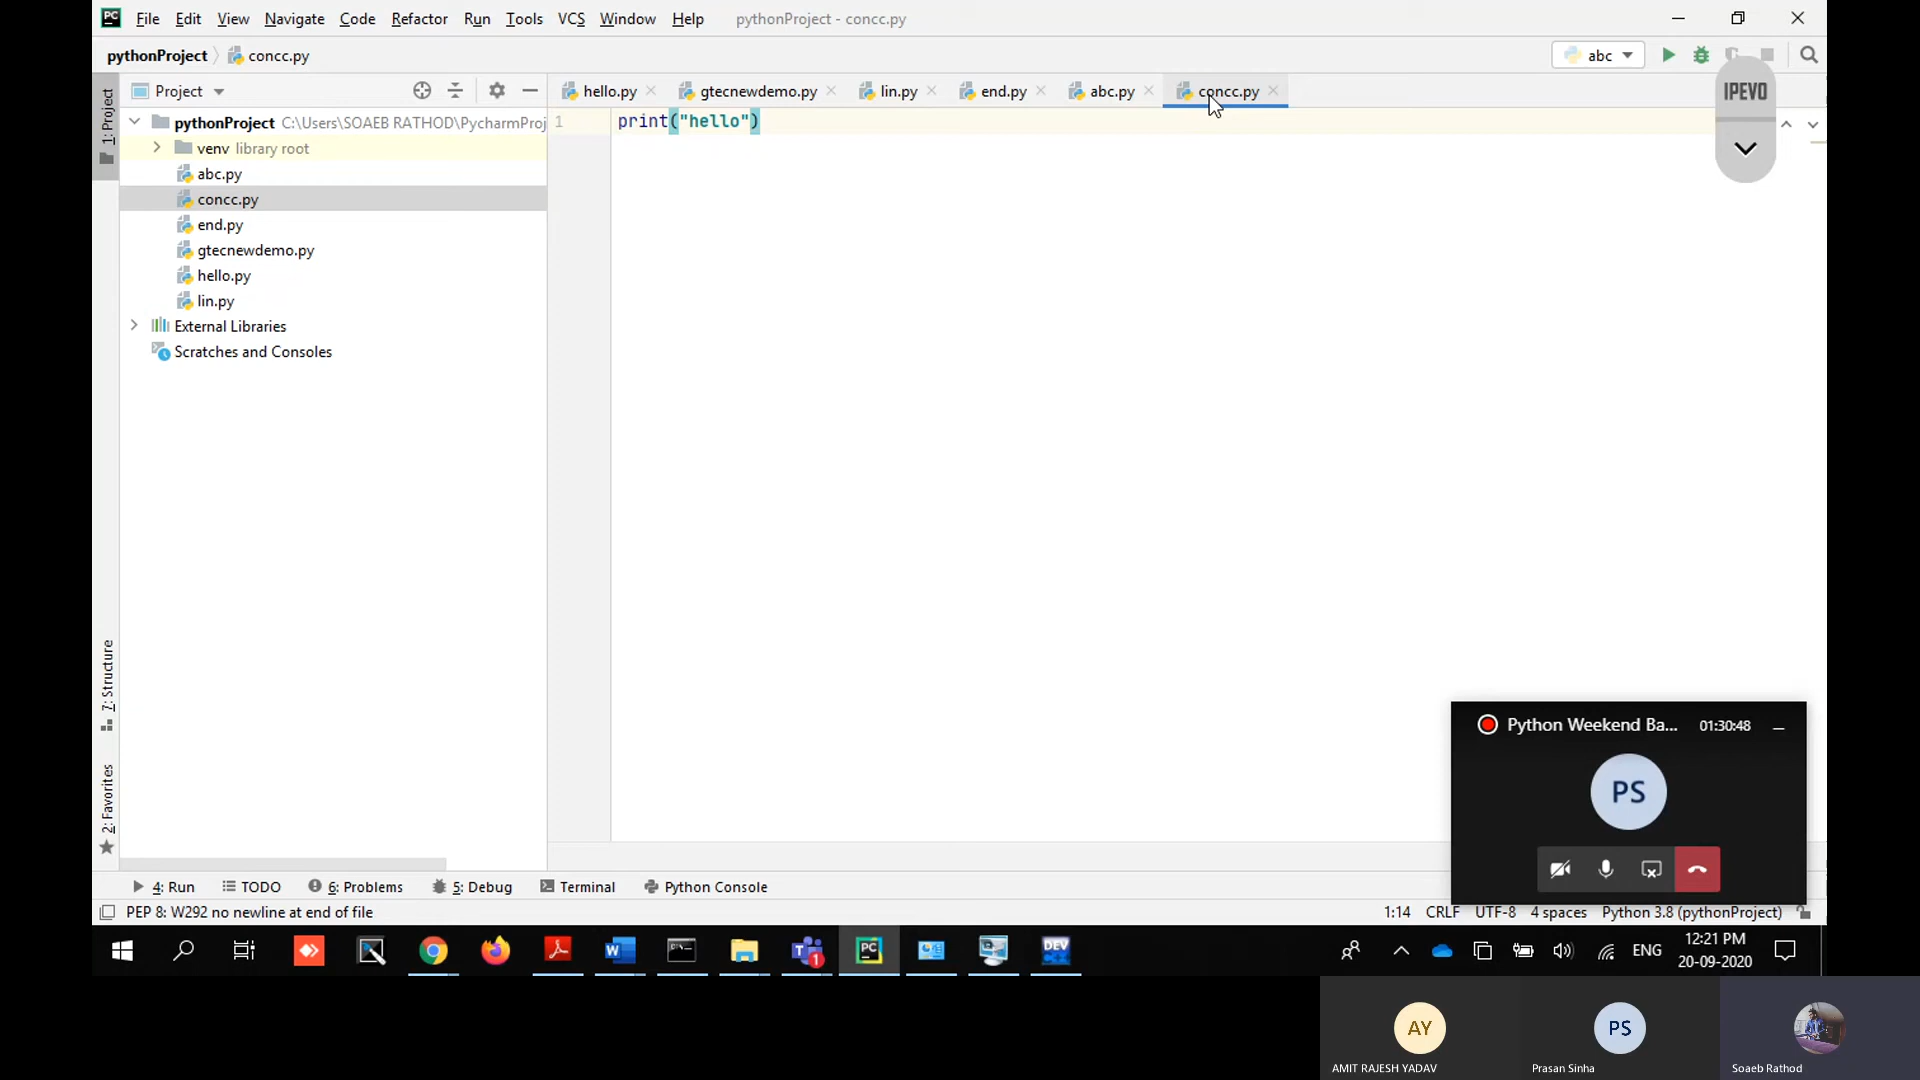 PC File Edit View Navigate Code Refactor Run Tools VCS Window Help pythonProject - concc.py
pythonProject concc.py
abc
Project
hello.py gtecnewdemo.py lin.py end.py abc.py concc.py
IPEVO
1: Project
pythonProject C:\Users\SOAEB RATHOD\PycharmProj
1 print("hello")
venv library root
abc.py
concc.py
end.py
gtecnewdemo.py
hello.py
lin.py
External Libraries
Scratches and Consoles
7: Structure
2: Favorites
Python Weekend Ba... 01:30:48
PS
4: Run TODO 6: Problems 5: Debug Terminal Python Console
PEP 8: W292 no newline at end of file
1:14 CRLF UTF-8 4 spaces Python 3.8 (pythonProject)
W 1 PC DEV
ENG
12:21 PM
20-09-2020
AY PS
AMIT RAJESH YADAV Prasan Sinha Soaeb Rathod